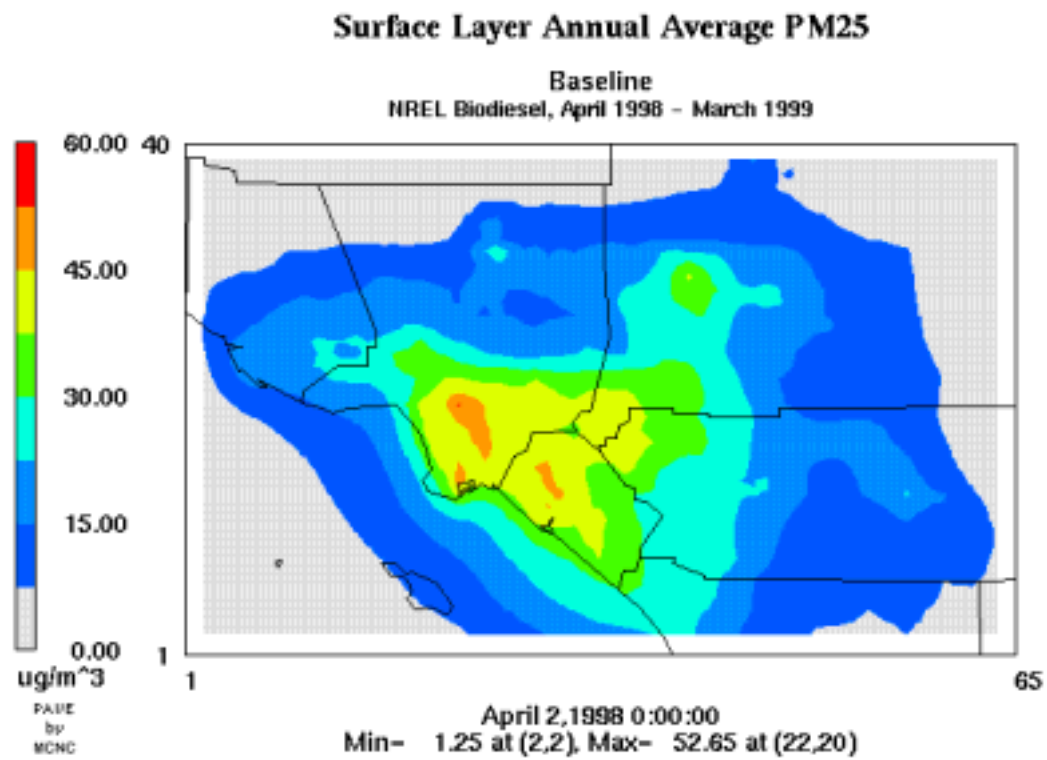 Surface Layer Annual Average PM25
Baseline
NREL Biodiesel, April 1998 - March 1999
60.00
45.00
30.00
15.00
0.00
ug/m^3
PAVE
by
MCNC
40
1
1
65
April 2,1998 0:00:00
Min= 1.25 at (2,2), Max= 52.65 at (22,20)